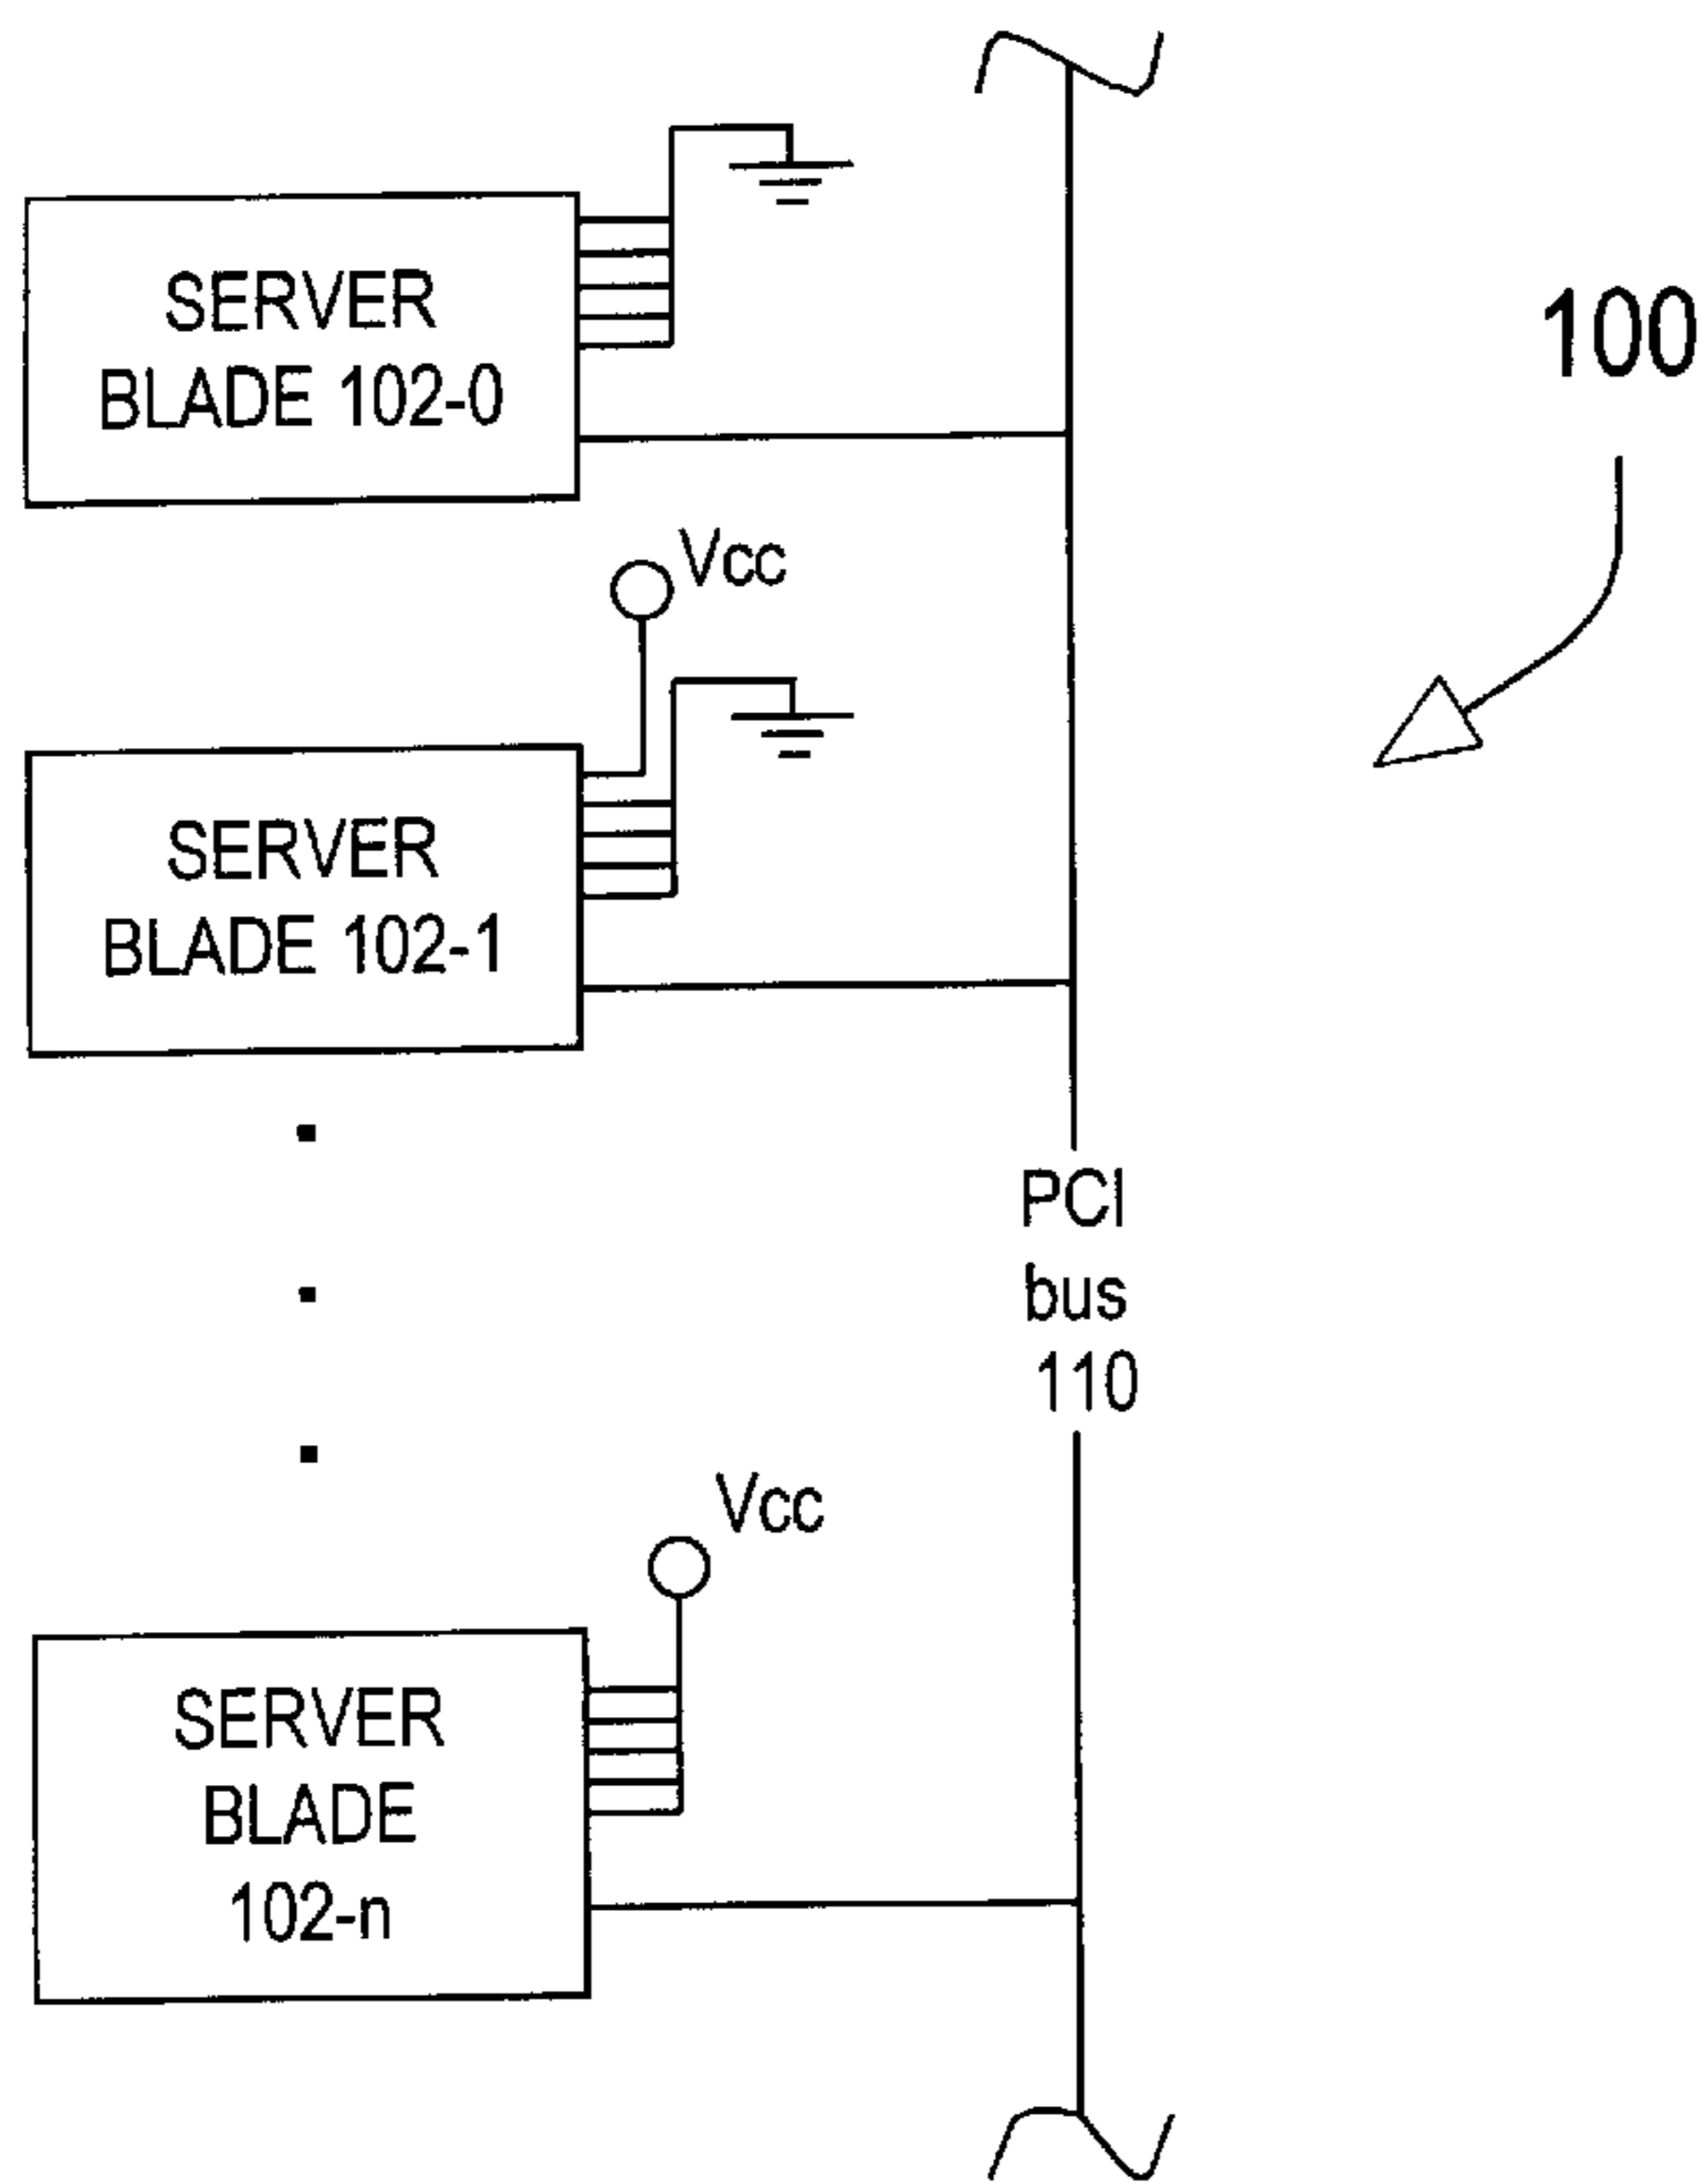 SERVER
BLADE 102-0
100
Vcc
SERVER
BLADE 102-1
PCI
bus
110
Vcc
SERVER
BLADE
102-n